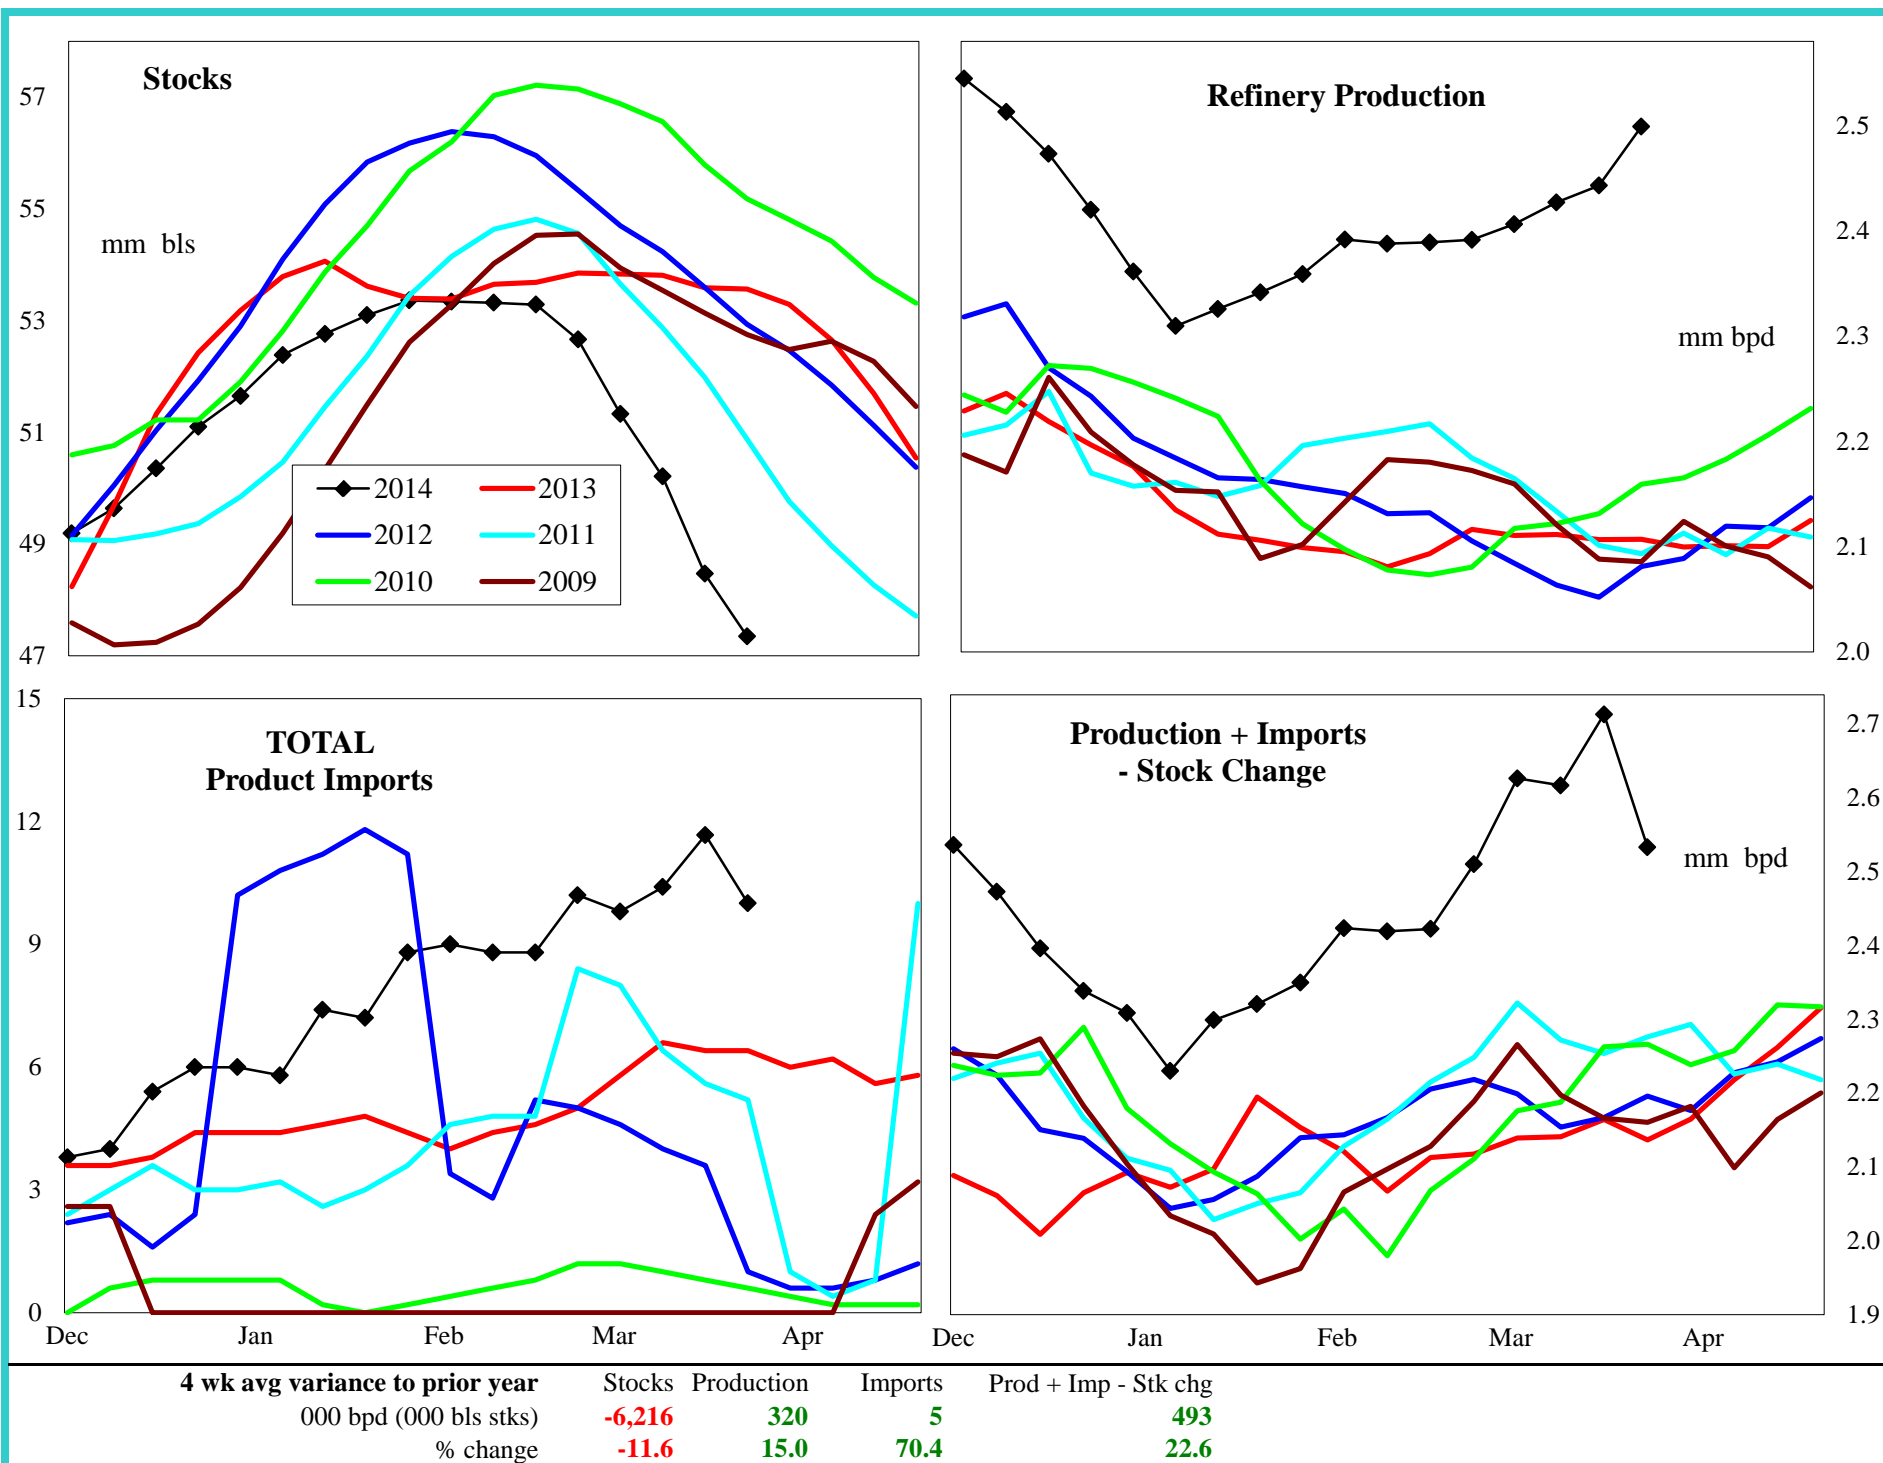 Stocks
57
55
53
51
49
47
mm bls
2014
2013
2012
2011
2010
2009
Refinery Production
2.5
2.4
2.3
2.2
2.1
2.0
mm bpd
TOTAL
Product Imports
15
12
9
6
3
0
Dec Jan Feb Mar Apr
Production + Imports
- Stock Change
2.7
2.6
2.5
2.4
2.3
2.2
2.1
2.0
1.9
mm bpd
Dec Jan Feb Mar Apr
4 wk avg variance to prior year Stocks Production Imports Prod + Imp - Stk chg
000 bpd (000 bls stks) -6,216 320 5 493
% change -11.6 15.0 70.4 22.6